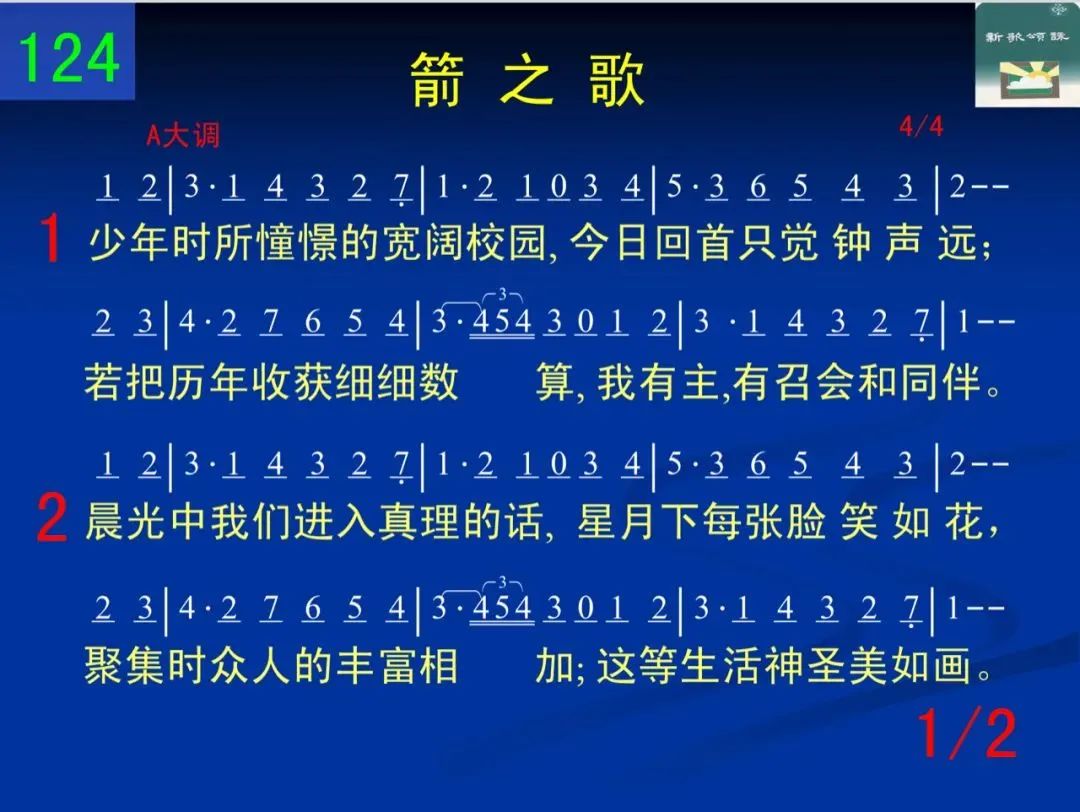 124
箭之歌
新歌頌詠
A大调
4/4
1 2|3·1 4 3 2 7|1·2 1 0 3 4|5·3 6 5 4 3|2--
1 少年时所憧憬的宽阔校园, 今日回首只觉钟声远;
3
2 3|4·2 7 6 5 4|3·454 3 0 1 2|3·1 4 3 2 7|1--
若把历年收获细细数 算, 我有主,有召会和同伴。
1 2|3·1 4 3 2 7|1·2 1 0 3 4|5·3 6 5 4 3|2--
2 晨光中我们进入真理的话, 星月下每张脸笑如花,
3
2 3|4·2 7 6 5 4|3·454 3 0 1 2|3·1 4 3 2 7|1--
聚集时众人的丰富相 加; 这等生活神圣美如画。
1/2